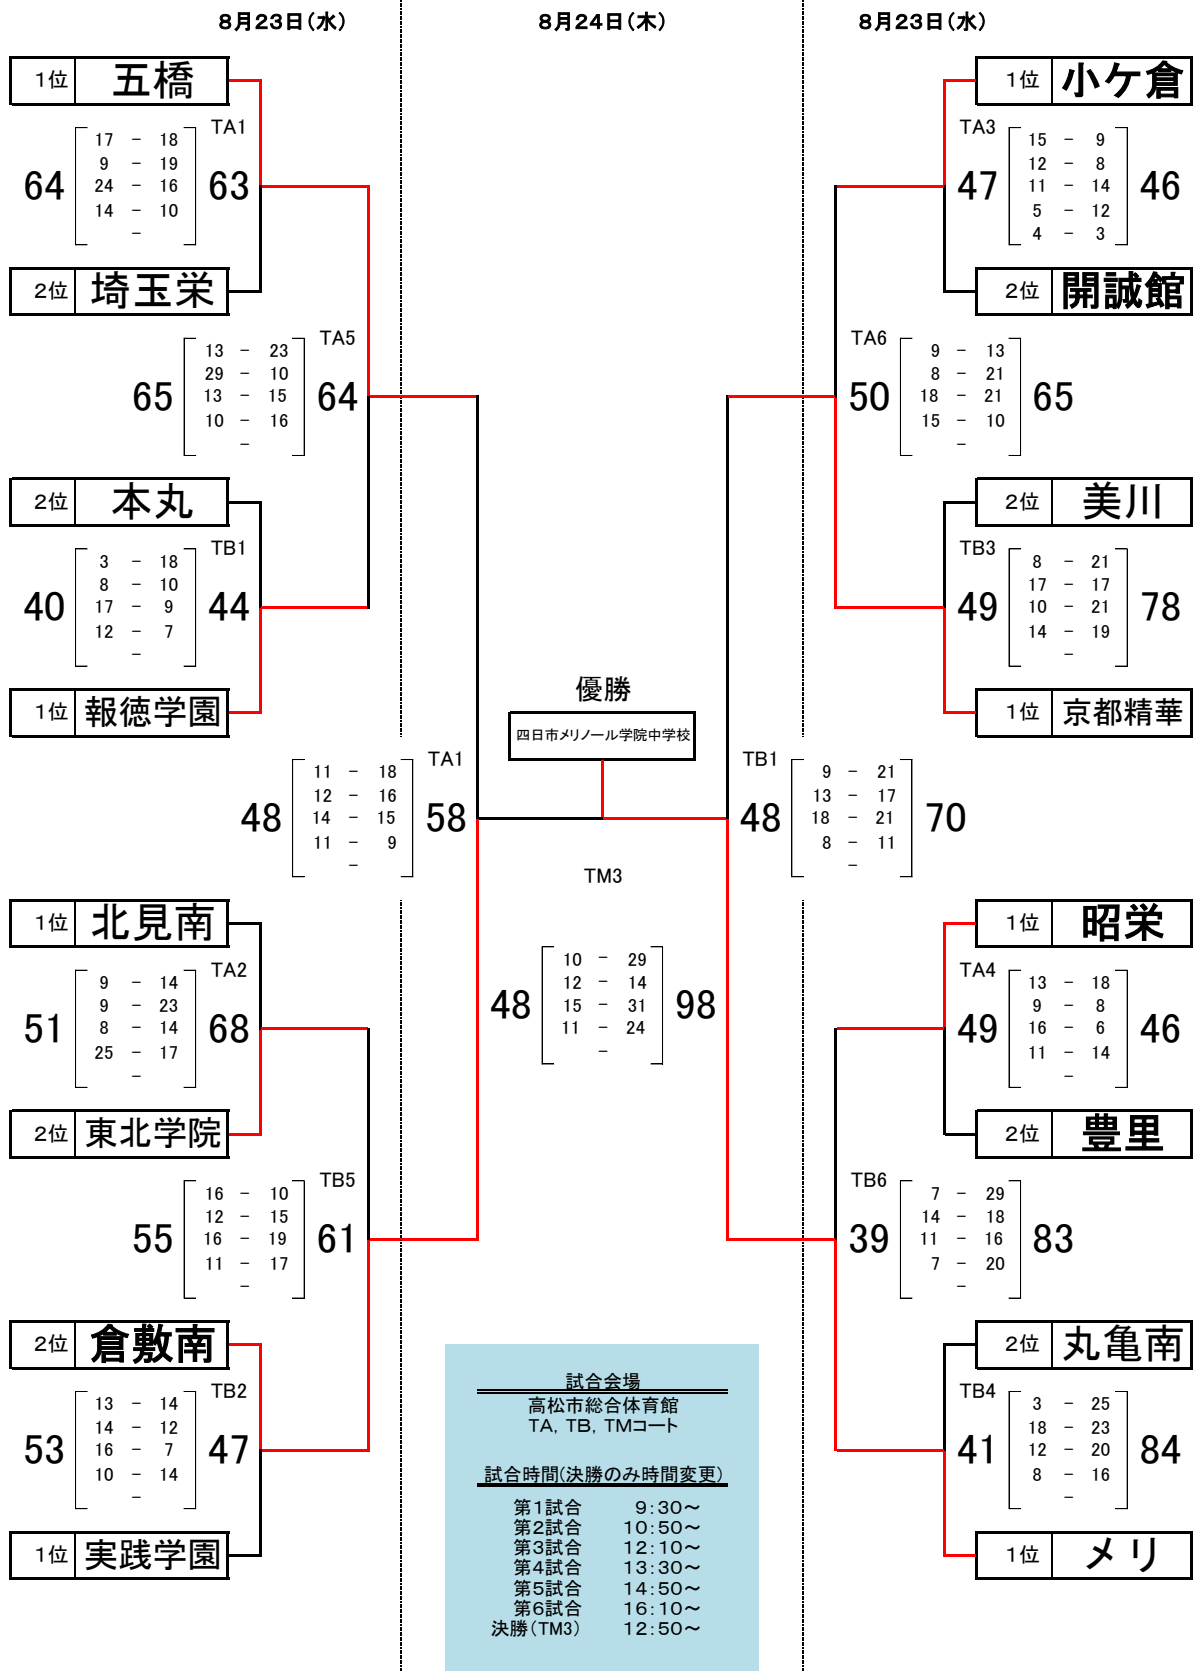 8月23日（水）
8月24日（木）
8月23日（水）
1位 五橋
TA1
64
17 - 18
9 - 19
24 - 16
14 - 10
-
63
2位 埼玉栄
TA5
65
13 - 23
29 - 10
13 - 15
10 - 16
-
64
2位 本丸
TB1
40
3 - 18
8 - 10
17 - 9
12 - 7
-
44
1位 報徳学園
TA1
48
11 - 18
12 - 16
14 - 15
11 - 9
-
58
1位 北見南
TA2
51
9 - 14
9 - 23
8 - 14
25 - 17
-
68
2位 東北学院
TB5
55
16 - 10
12 - 15
16 - 19
11 - 17
-
61
2位 倉敷南
TB2
53
13 - 14
14 - 12
16 - 7
10 - 14
-
47
1位 実践学園
優勝
四日市メリノール学院中学校
TM3
48
10 - 29
12 - 14
15 - 31
11 - 24
-
98
試合会場
高松市総合体育館
TA, TB, TMコート
試合時間(決勝のみ時間変更)
第1試合 9:30～
第2試合 10:50～
第3試合 12:10～
第4試合 13:30～
第5試合 14:50～
第6試合 16:10～
決勝（TM3） 12:50～
1位 小ケ倉
TA3
47
15 - 9
12 - 8
11 - 14
5 - 12
4 - 3
46
2位 開誠館
TA6
50
9 - 13
8 - 21
18 - 21
15 - 10
-
65
2位 美川
TB3
49
8 - 21
17 - 17
10 - 21
14 - 19
-
78
1位 京都精華
TB1
48
9 - 21
13 - 17
18 - 21
8 - 11
-
70
1位 昭栄
TA4
49
13 - 18
9 - 8
16 - 6
11 - 14
-
46
2位 豊里
TB6
39
7 - 29
14 - 18
11 - 16
7 - 20
-
83
2位 丸亀南
TB4
41
3 - 25
18 - 23
12 - 20
8 - 16
-
84
1位 メリ